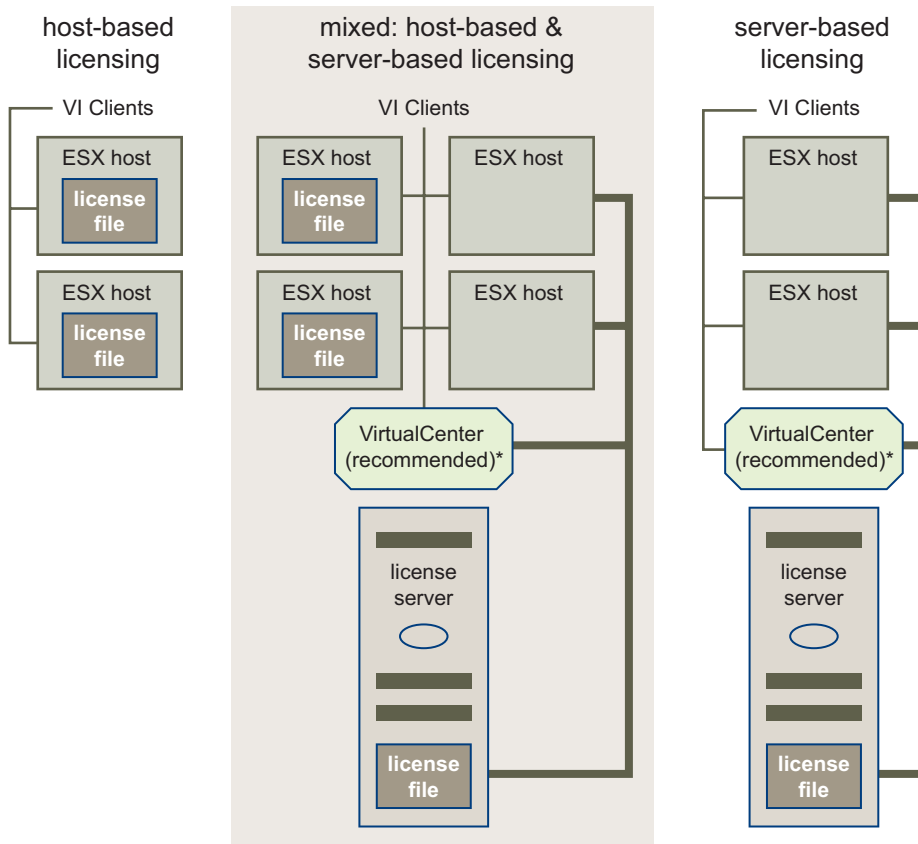 host-based
licensing
VI Clients
ESX host
license
file
ESX host
license
file
mixed: host-based &
server-based licensing
VI Clients
ESX host
license
file
ESX host
ESX host
license
file
ESX host
VirtualCenter
(recommended)*
license
server
license
file
server-based
licensing
VI Clients
ESX host
ESX host
VirtualCenter
(recommended)*
license
server
license
file